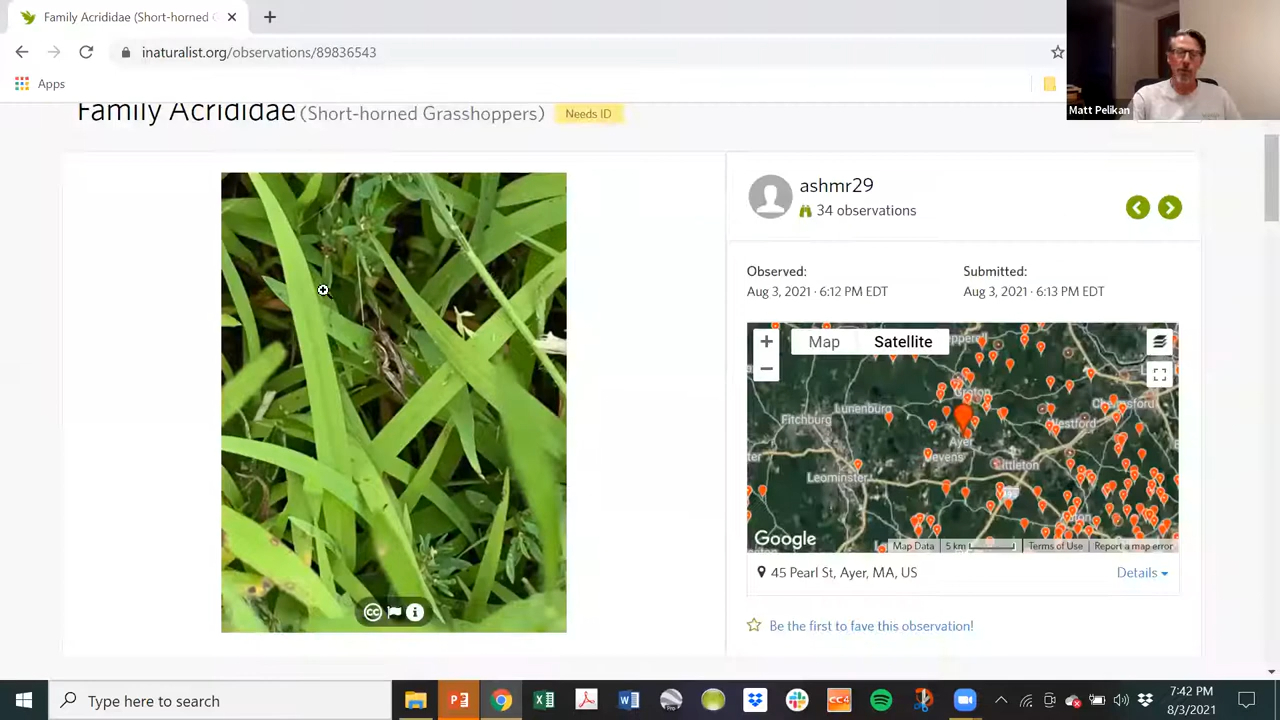 Family Acrididae (Short-horned G
inaturalist.org/observations/89836543
Apps
Matt Pelikan
Family Acrididae (Short-horned Grasshoppers) Needs ID
ashmr29
34 observations
Observed:
Aug 3, 2021 · 6:12 PM EDT
Submitted:
Aug 3, 2021 · 6:13 PM EDT
+
−
Map
Satellite
Groton
Lunenburg
Fitchburg
Chelmsford
Westford
Ayer
Devens
Littleton
Leominster
Google
Map Data
5 km
Terms of Use
Report a map error
45 Pearl St, Ayer, MA, US
Details
Be the first to fave this observation!
Type here to search
7:42 PM
8/3/2021